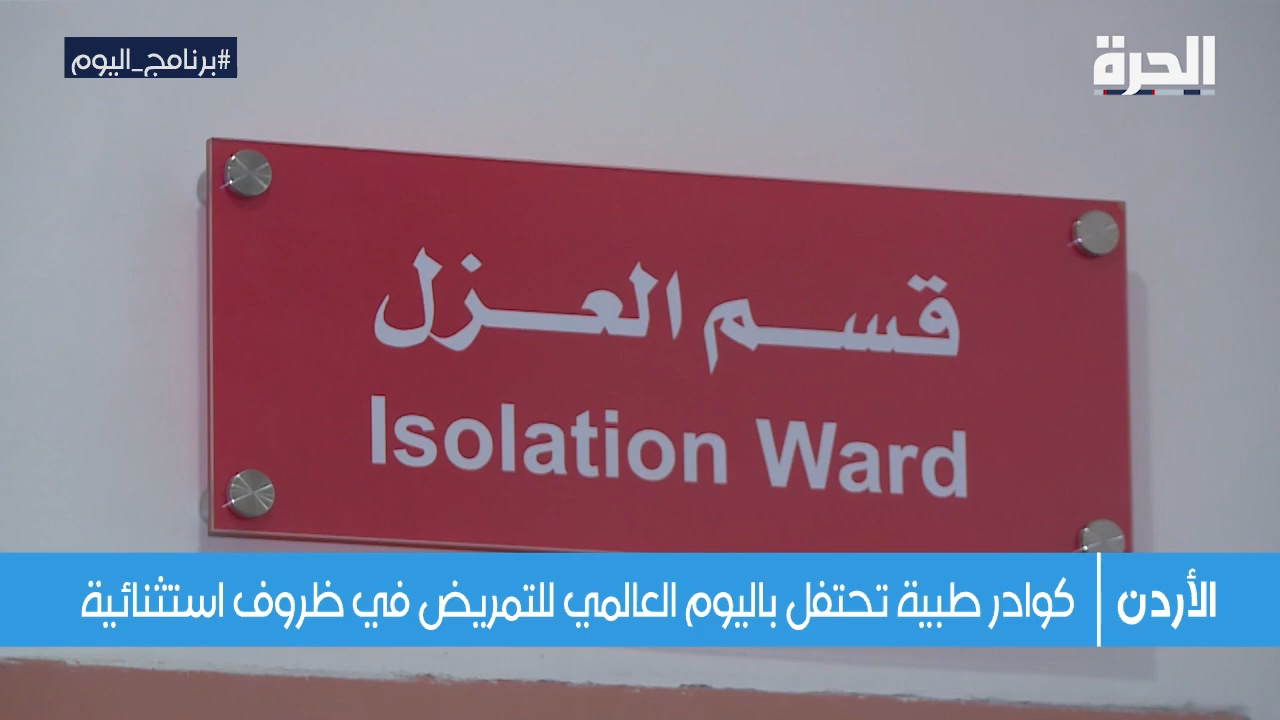 #برنامج_اليوم
الحرة
قسم العزل
Isolation Ward
الأردن | كوادر طبية تحتفل باليوم العالمي للتمريض في ظروف استثنائية